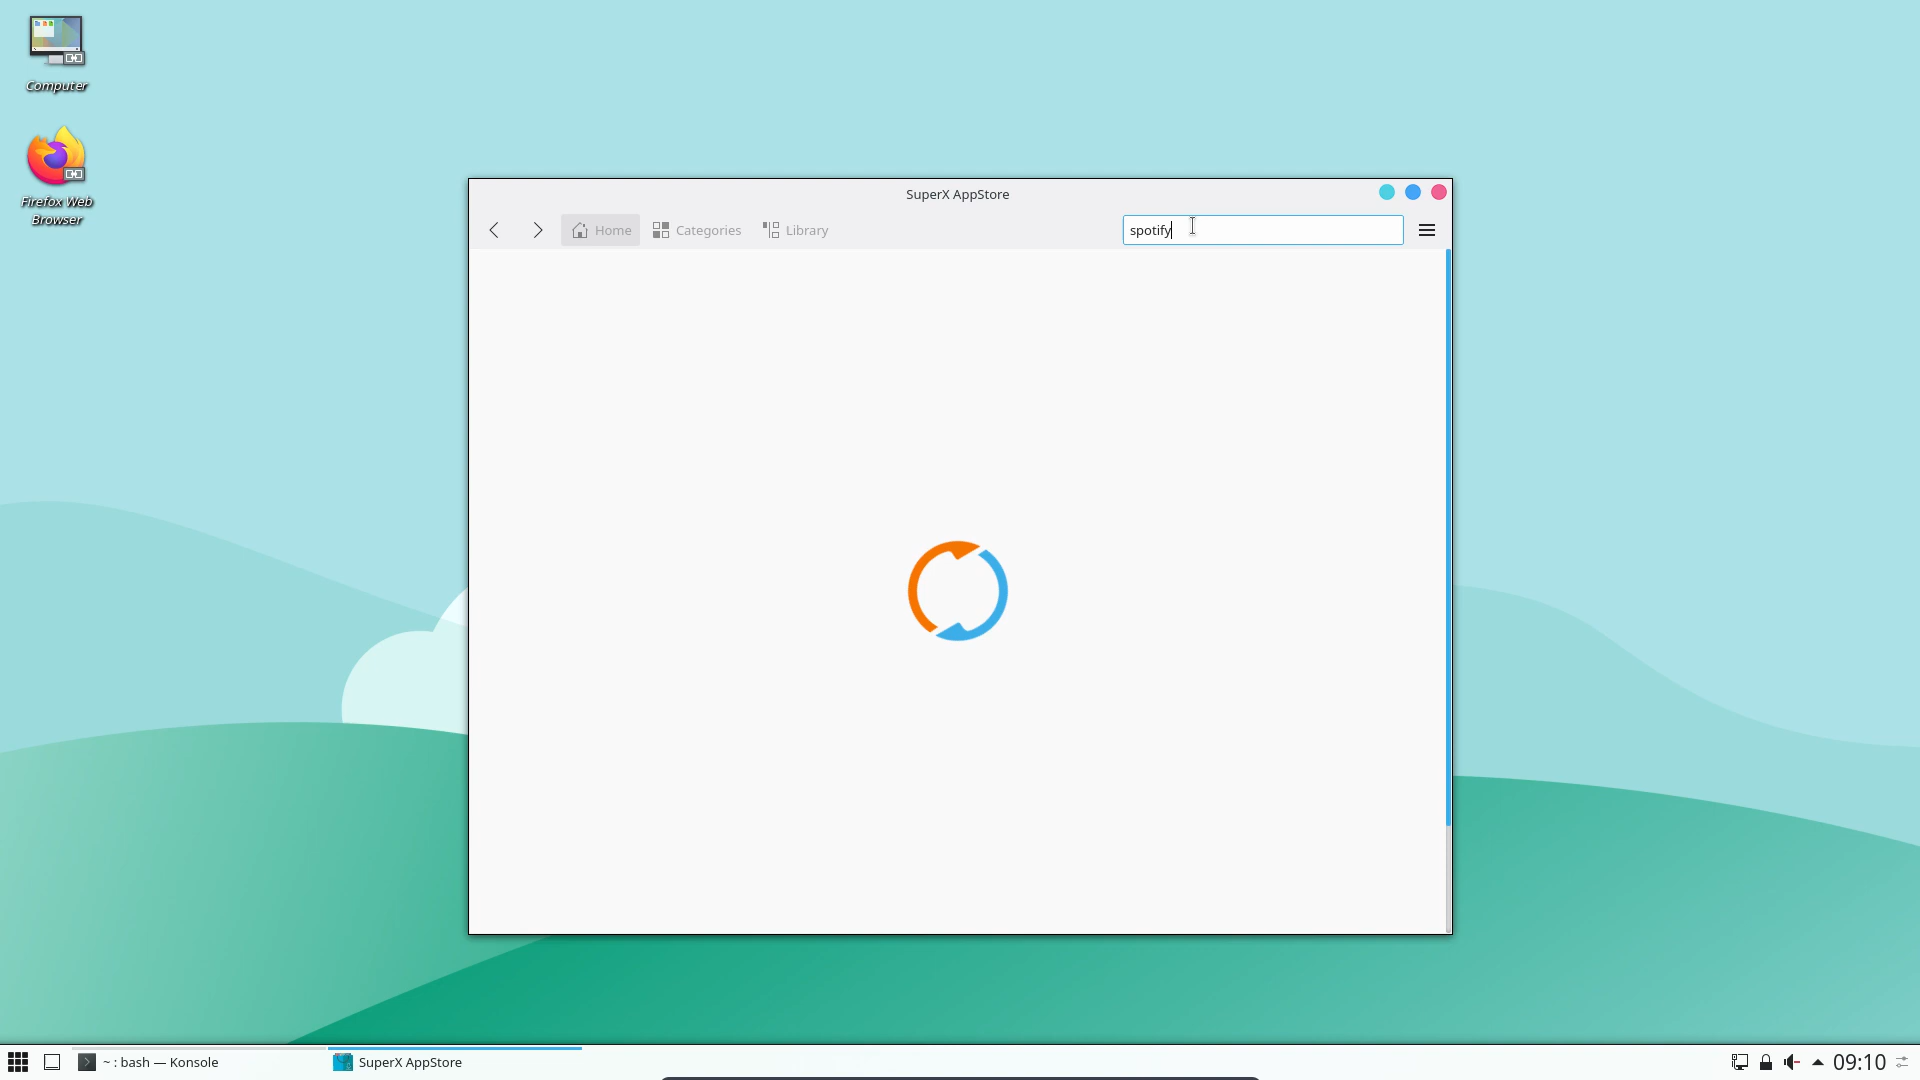 Computer
Firefox Web
Browser
SuperX AppStore
Home
Categories
Library
spotify
~ : bash — Konsole
SuperX AppStore
09:10